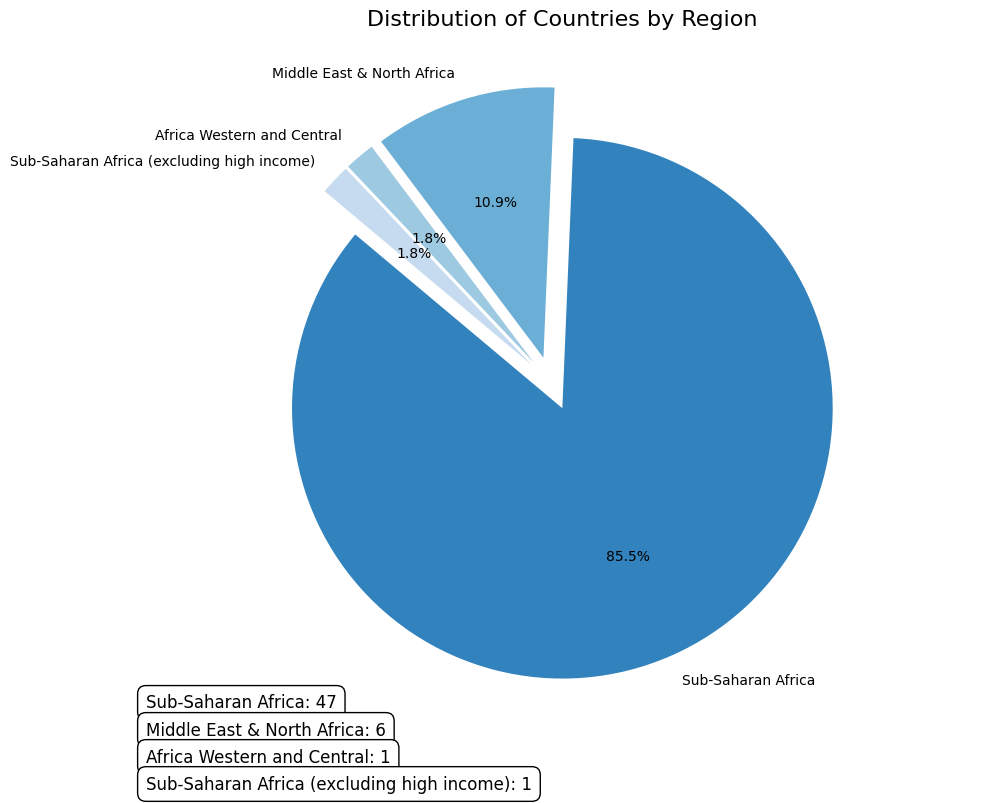 Distribution of Countries by Region
Middle East & North Africa
Africa Western and Central
Sub-Saharan Africa (excluding high income)
10.9%
1.8%
1.8%
85.5%
Sub-Saharan Africa
Sub-Saharan Africa: 47
Middle East & North Africa: 6
Africa Western and Central: 1
Sub-Saharan Africa (excluding high income): 1